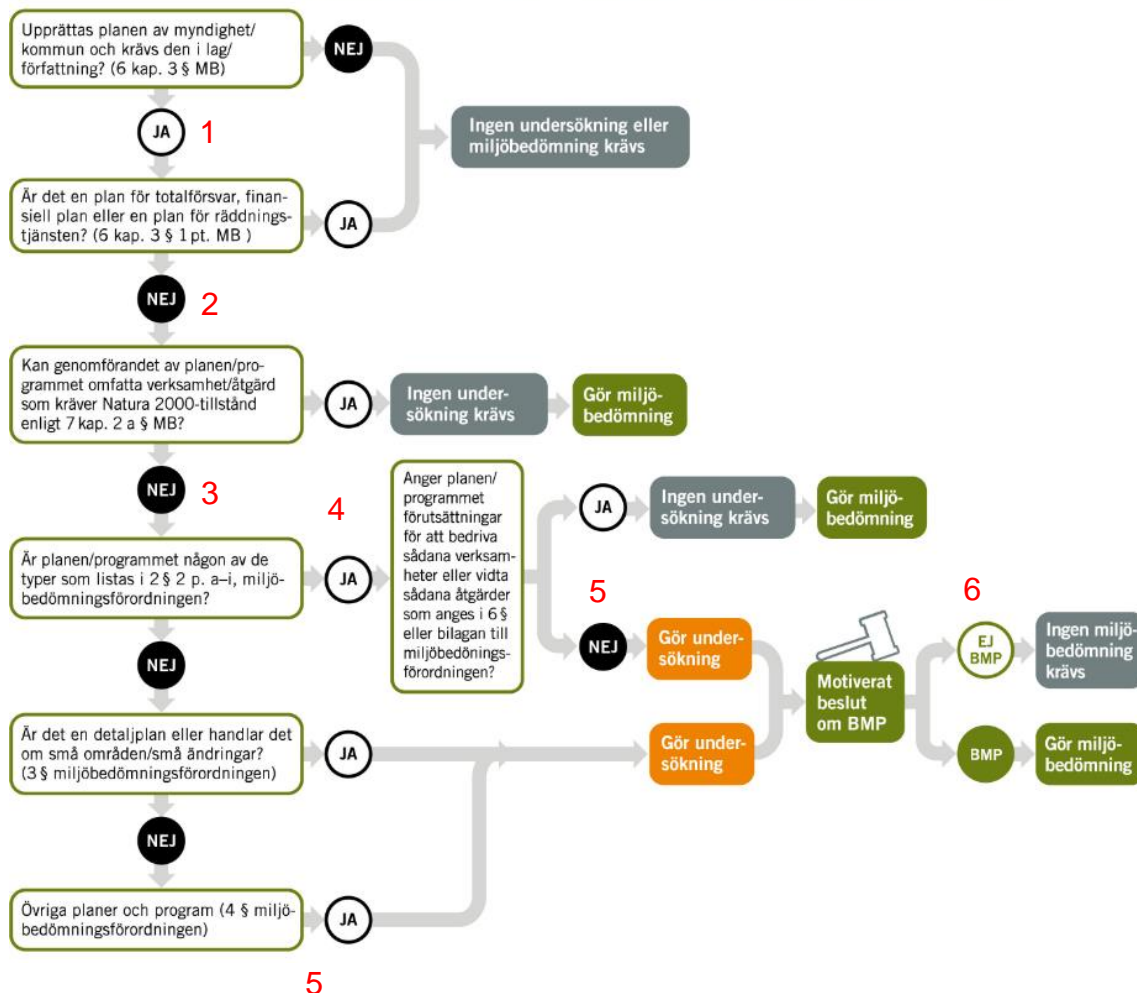 Upprättas planen av myndighet/
kommun och krävs den i lag/
författning? (6 kap. 3 § MB)
NEJ
JA
1
Ingen undersökning eller
miljöbedömning krävs
Är det en plan för totalförsvar, finan-
siell plan eller en plan för räddnings-
tjänsten? (6 kap. 3 § 1 pt. MB )
JA
NEJ
2
Kan genomförandet av planen/pro-
grammet omfatta verksamhet/åtgärd
som kräver Natura 2000-tillstånd
enligt 7 kap. 2 a § MB?
JA
Ingen under-
sökning krävs
Gör miljö-
bedömning
NEJ
3
4
Är planen/programmet någon av de
typer som listas i 2 § 2 p. a–i, miljö-
bedömningsförordningen?
JA
Anger planen/
programmet
förutsättningar
för att bedriva
sådana verksam-
heter eller vidta
sådana åtgärder
som anges i 6 §
eller bilagan till
miljöbedönings-
förordningen?
JA
Ingen under-
sökning krävs
Gör miljö-
bedömning
5
NEJ
Gör under-
sökning
Motiverat
beslut
om BMP
6
EJ
BMP
Ingen miljö-
bedömning
krävs
BMP
Gör miljö-
bedömning
NEJ
Är det en detaljplan eller handlar det
om små områden/små ändringar?
(3 § miljöbedömningsförordningen)
JA
Gör under-
sökning
NEJ
Övriga planer och program (4 § miljö-
bedömningsförordningen)
JA
5